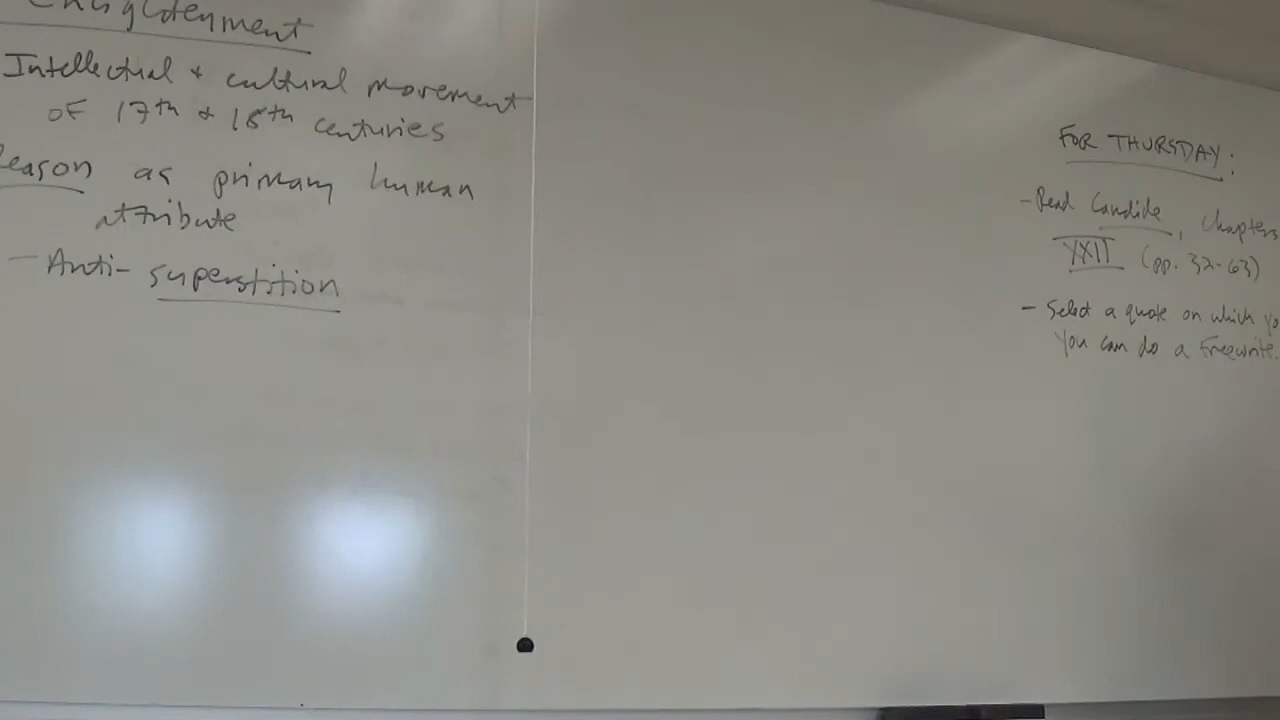 Enlightenment
Intellectual + cultural movement
of 17th + 18th centuries
Reason as primary human
attribute
- Anti-superstition
FOR THURSDAY:
- Read Candide, Chapters
XXII (pp. 32-63)
- Select a quote on which
you can do a freewrite.